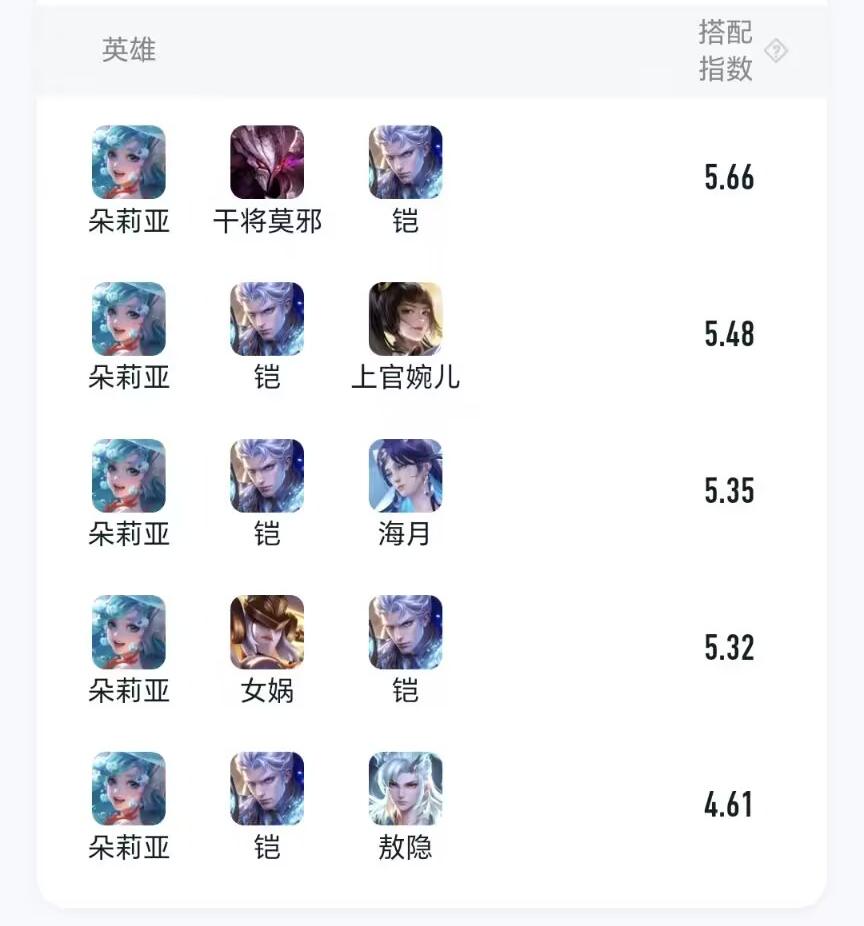 英雄
搭配
指数
?
朵莉亚 干将莫邪 铠 5.66
朵莉亚 铠 上官婉儿 5.48
朵莉亚 铠 海月 5.35
朵莉亚 女娲 铠 5.32
朵莉亚 铠 敖隐 4.61